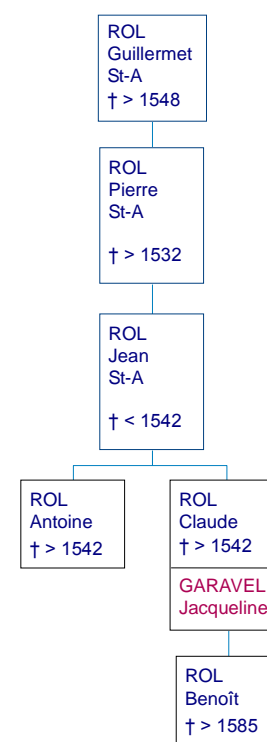 ROL
Guillermet
St-A
† > 1548
ROL
Pierre
St-A
† > 1532
ROL
Jean
St-A
† < 1542
ROL
Antoine
† > 1542
ROL
Claude
† > 1542
GARAVEL
Jacqueline
ROL
Benoît
† > 1585